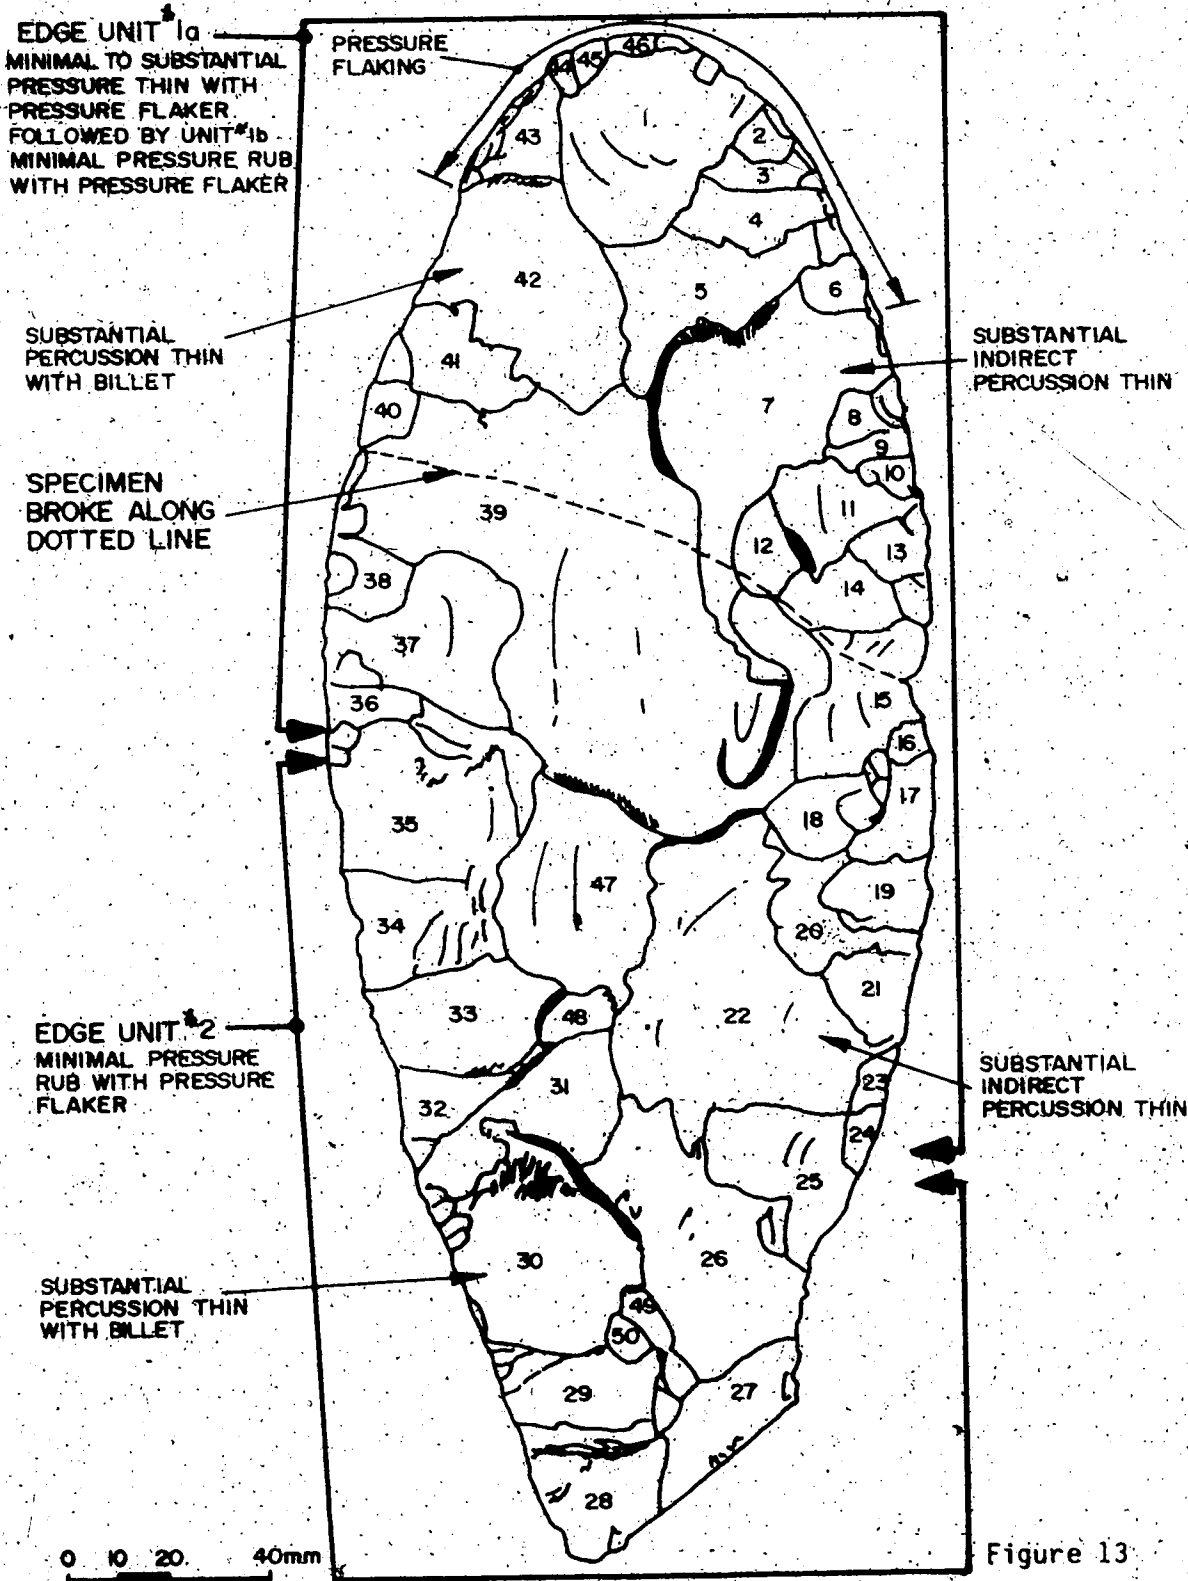 EDGE UNIT #1a
MINIMAL TO SUBSTANTIAL
PRESSURE THIN WITH
PRESSURE FLAKER.
FOLLOWED BY UNIT #1b
MINIMAL PRESSURE RUB
WITH PRESSURE FLAKER
PRESSURE
FLAKING
SUBSTANTIAL
PERCUSSION THIN
WITH BILLET
SUBSTANTIAL
INDIRECT
PERCUSSION THIN
SPECIMEN
BROKE ALONG
DOTTED LINE
EDGE UNIT #2
MINIMAL PRESSURE
RUB WITH PRESSURE
FLAKER
SUBSTANTIAL
INDIRECT
PERCUSSION THIN
SUBSTANTIAL
PERCUSSION THIN
WITH BILLET
1
2
3
4
5
6
7
8
9
10
11
12
13
14
15
16
17
18
19
20
21
22
23
24
25
26
27
28
29
30
31
32
33
34
35
36
37
38
39
40
41
42
43
44
45
46
47
48
49
50
0 10 20. 40mm
Figure 13